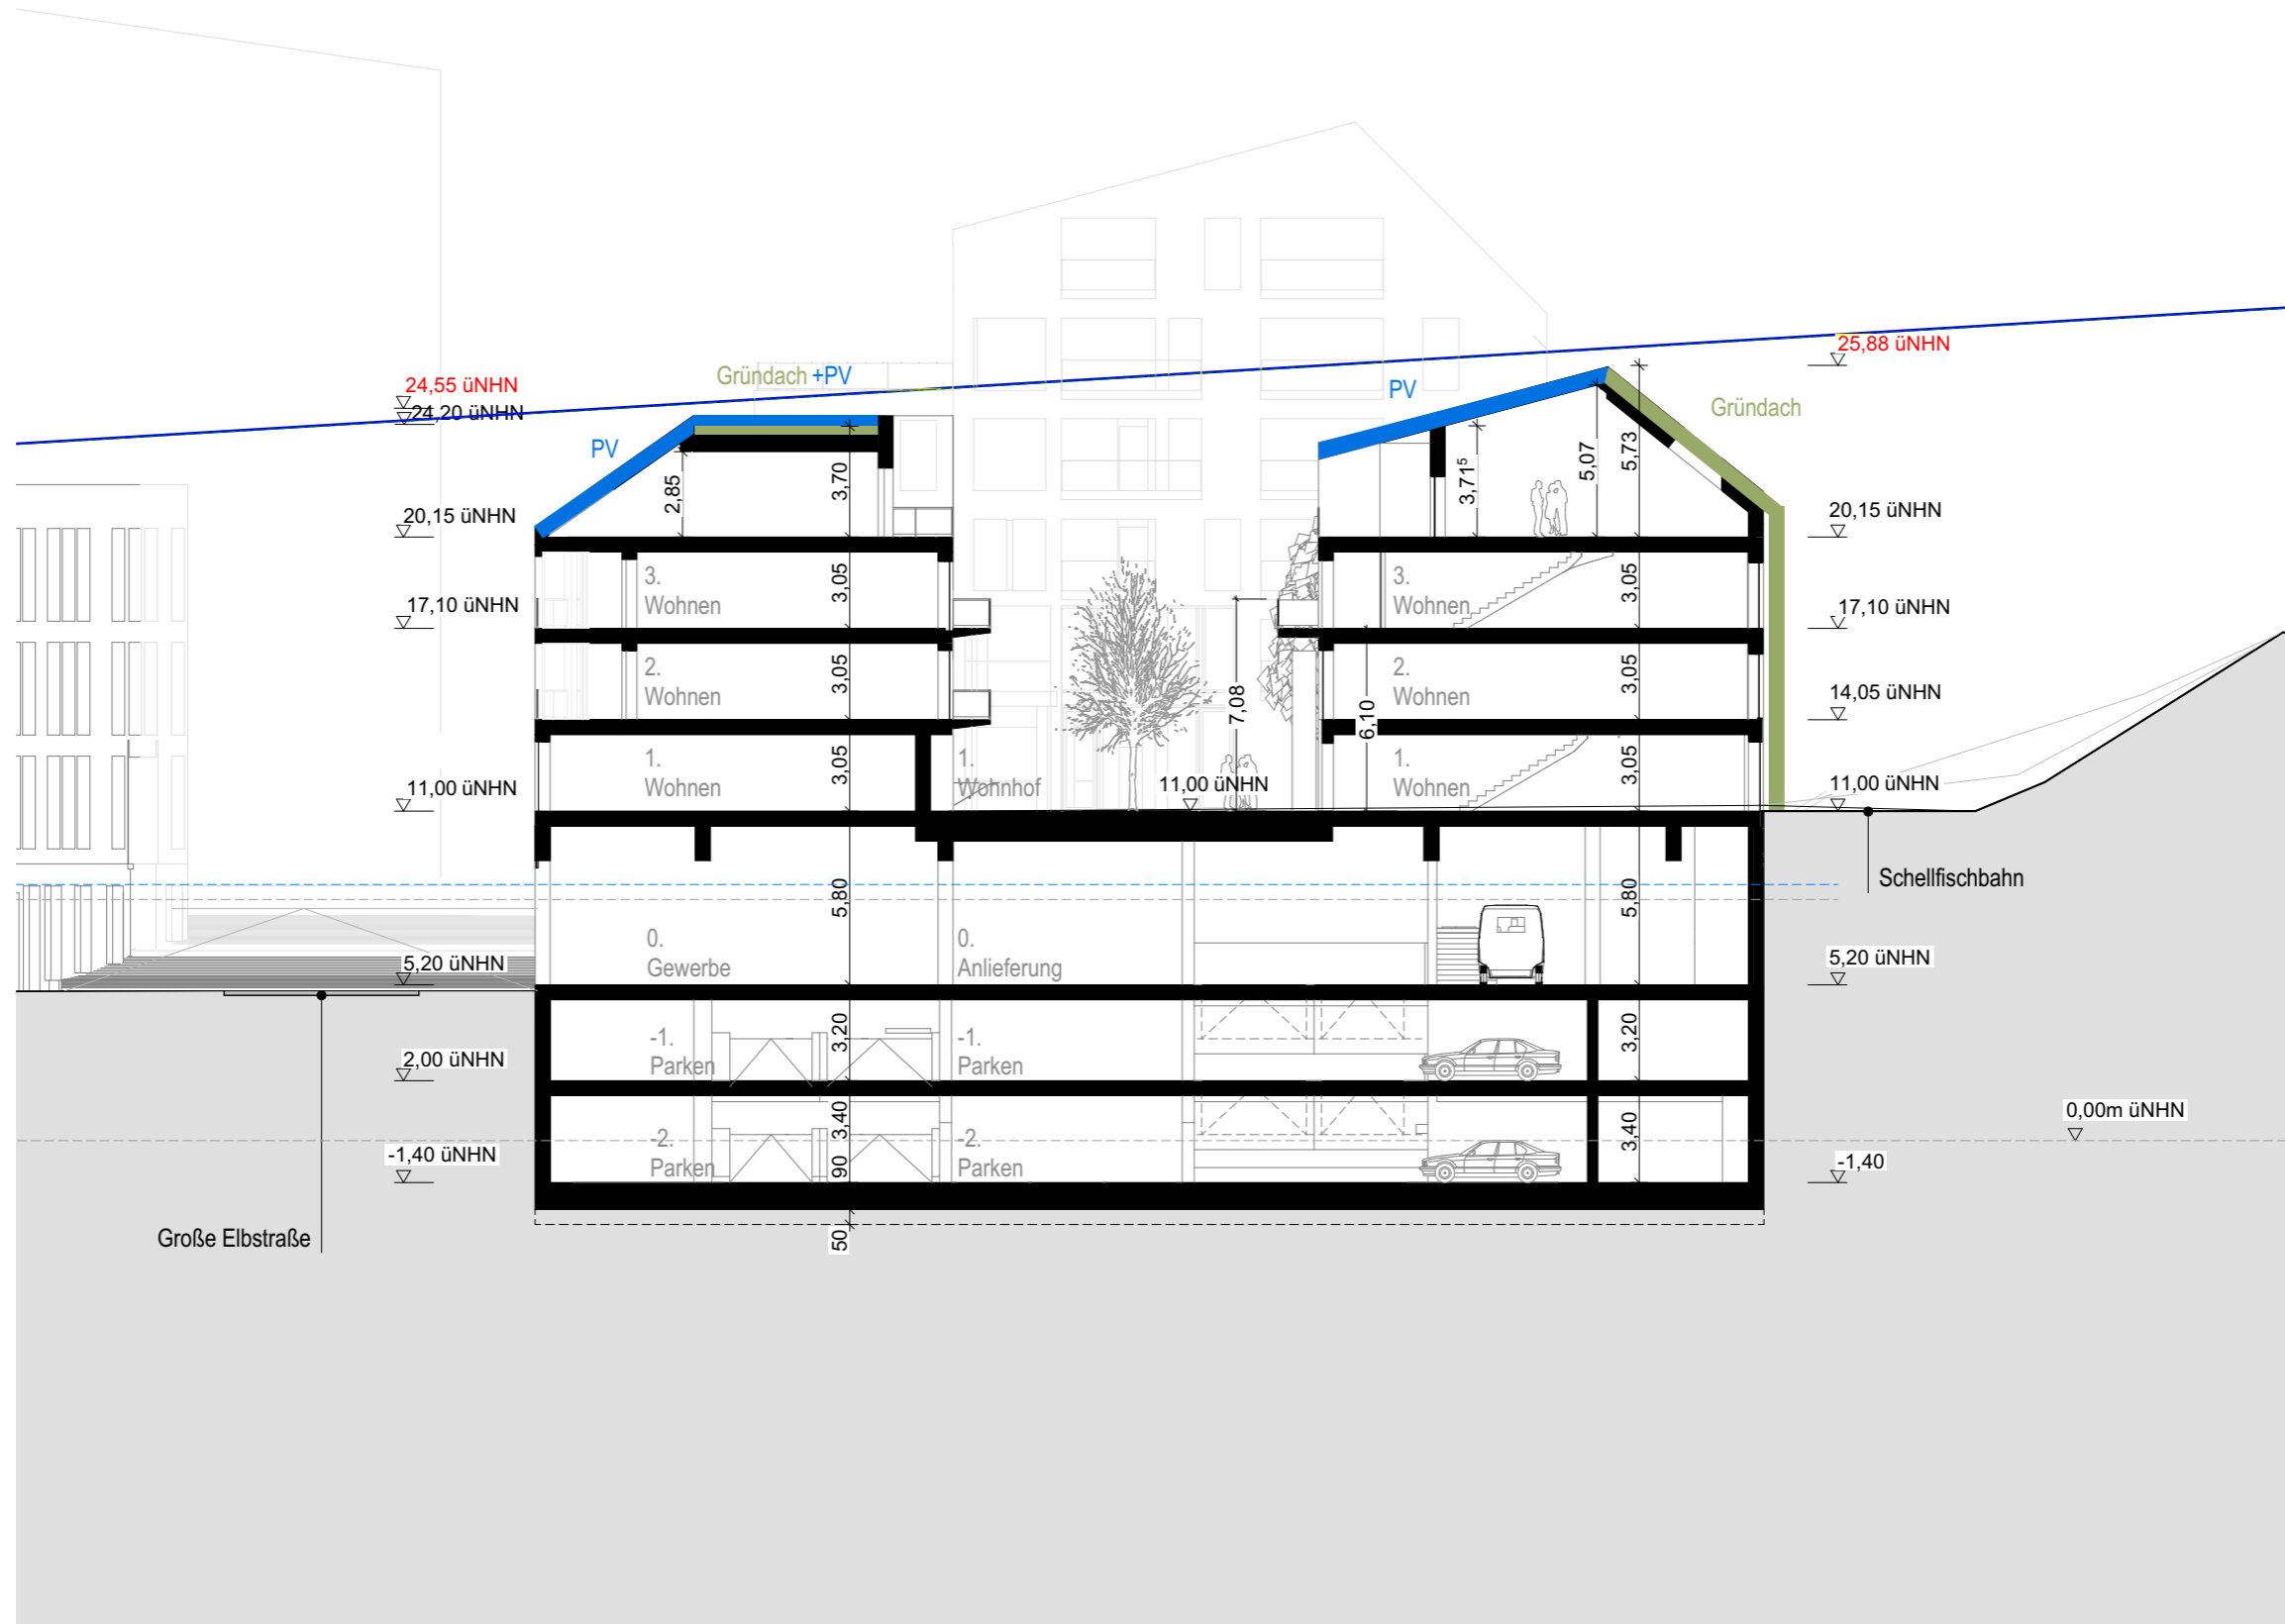 25,88 üNHN
Gründach +PV
24,55 üNHN
PV
Gründach
24,20 üNHN
PV
5,07
5,73
3,71⁵
2,85
3,70
20,15 üNHN
20,15 üNHN
3.
Wohnen
3,05
3.
Wohnen
3,05
17,10 üNHN
17,10 üNHN
2.
Wohnen
3,05
7,08
6,10
2.
Wohnen
3,05
14,05 üNHN
1.
Wohnen
3,05
1.
Wohnhof
11,00 üNHN
1.
Wohnen
3,05
11,00 üNHN
11,00 üNHN
Schellfischbahn
5,80
5,80
0.
Gewerbe
0.
Anlieferung
5,20 üNHN
5,20 üNHN
-1.
Parken
3,20
-1.
Parken
3,20
2,00 üNHN
0,00m üNHN
3,40
3,40
-2.
Parken
90
-2.
Parken
-1,40 üNHN
-1,40
Große Elbstraße
50